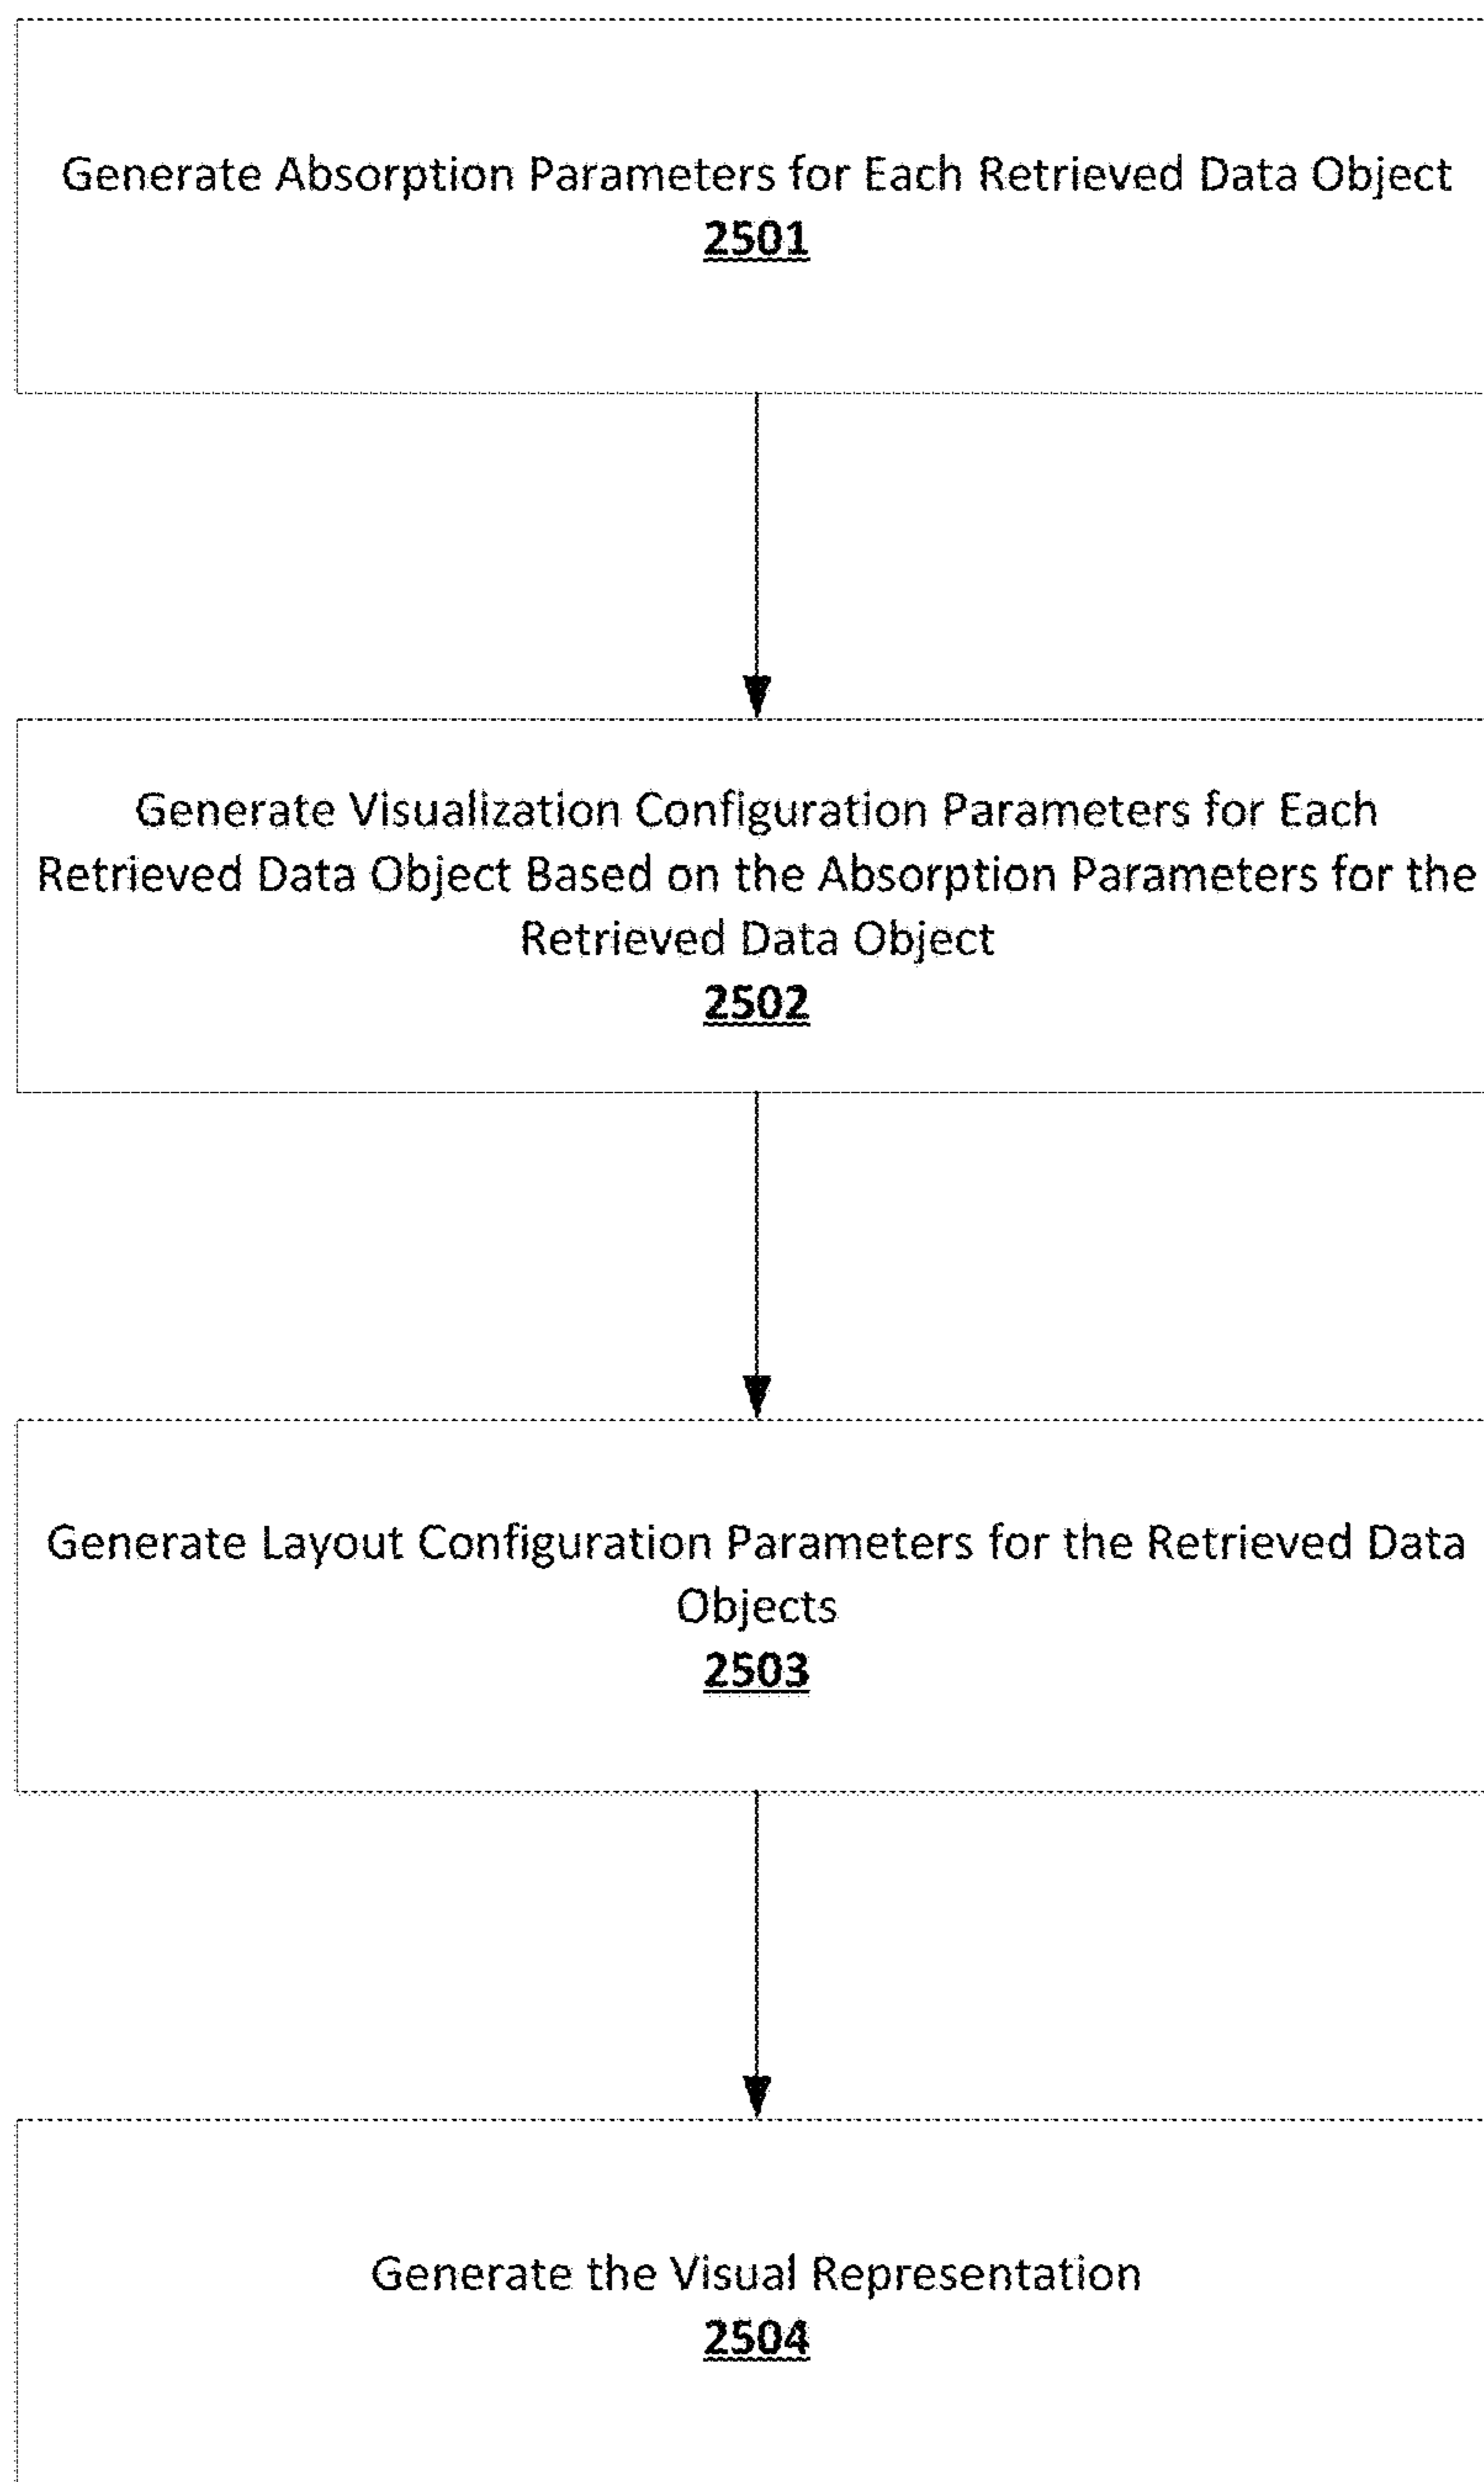 Generate Absorption Parameters for Each Retrieved Data Object
2501
Generate Visualization Configuration Parameters for Each
Retrieved Data Object Based on the Absorption Parameters for the
Retrieved Data Object
2502
Generate Layout Configuration Parameters for the Retrieved Data
Objects
2503
Generate the Visual Representation
2504